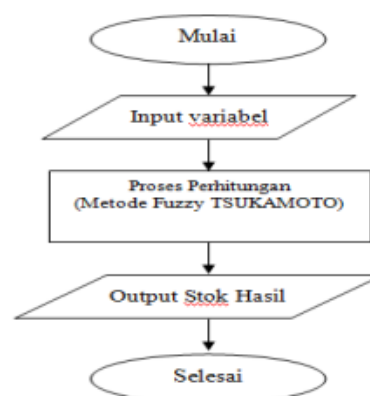 Mulai
Input variabel
Proses Perhitungan
(Metode Fuzzy TSUKAMOTO)
Output Stok Hasil
Selesai